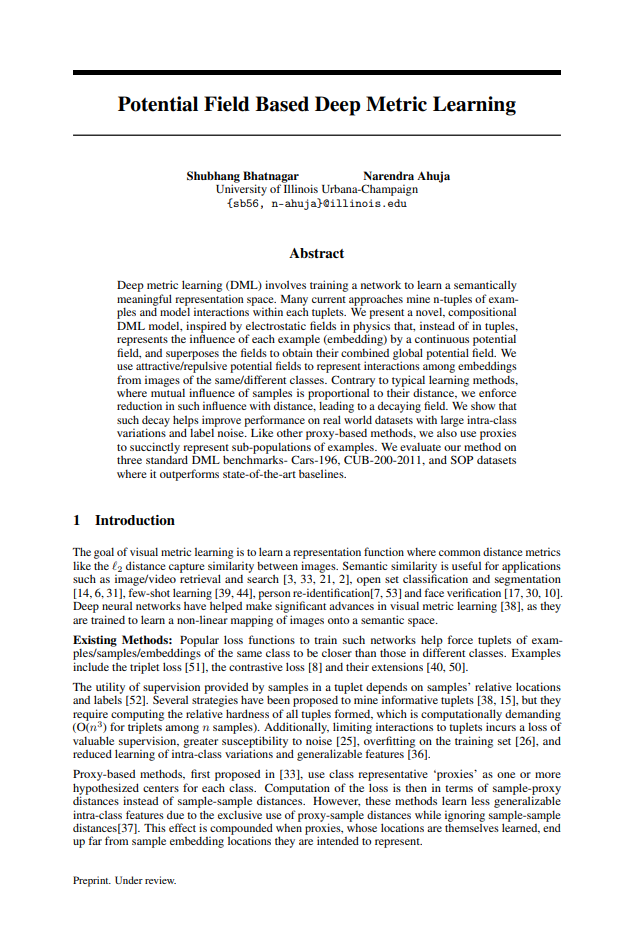 Potential Field Based Deep Metric Learning
Shubhang Bhatnagar Narendra Ahuja
University of Illinois Urbana-Champaign
{sb56, n-ahuja}@illinois.edu
Abstract
Deep metric learning (DML) involves training a network to learn a semantically
meaningful representation space. Many current approaches mine n-tuples of exam-
ples and model interactions within each tuplets. We present a novel, compositional
DML model, inspired by electrostatic fields in physics that, instead of in tuples,
represents the influence of each example (embedding) by a continuous potential
field, and superposes the fields to obtain their combined global potential field. We
use attractive/repulsive potential fields to represent interactions among embeddings
from images of the same/different classes. Contrary to typical learning methods,
where mutual influence of samples is proportional to their distance, we enforce
reduction in such influence with distance, leading to a decaying field. We show that
such decay helps improve performance on real world datasets with large intra-class
variations and label noise. Like other proxy-based methods, we also use proxies
to succinctly represent sub-populations of examples. We evaluate our method on
three standard DML benchmarks- Cars-196, CUB-200-2011, and SOP datasets
where it outperforms state-of-the-art baselines.
1 Introduction
The goal of visual metric learning is to learn a representation function where common distance metrics
like the ℓ2 distance capture similarity between images. Semantic similarity is useful for applications
such as image/video retrieval and search [3, 33, 21, 2], open set classification and segmentation
[14, 6, 31], few-shot learning [39, 44], person re-identification[7, 53] and face verification [17, 30, 10].
Deep neural networks have helped make significant advances in visual metric learning [38], as they
are trained to learn a non-linear mapping of images onto a semantic space.
Existing Methods: Popular loss functions to train such networks help force tuplets of exam-
ples/samples/embeddings of the same class to be closer than those in different classes. Examples
include the triplet loss [51], the contrastive loss [8] and their extensions [40, 50].
The utility of supervision provided by samples in a tuplet depends on samples' relative locations
and labels [52]. Several strategies have been proposed to mine informative tuplets [38, 15], but they
require computing the relative hardness of all tuples formed, which is computationally demanding
(O(n³) for triplets among n samples). Additionally, limiting interactions to tuplets incurs a loss of
valuable supervision, greater susceptibility to noise [25], overfitting on the training set [26], and
reduced learning of intra-class variations and generalizable features [36].
Proxy-based methods, first proposed in [33], use class representative ‘proxies’ as one or more
hypothesized centers for each class. Computation of the loss is then in terms of sample-proxy
distances instead of sample-sample distances. However, these methods learn less generalizable
intra-class features due to the exclusive use of proxy-sample distances while ignoring sample-sample
distances[37]. This effect is compounded when proxies, whose locations are themselves learned, end
up far from sample embedding locations they are intended to represent.
Preprint. Under review.